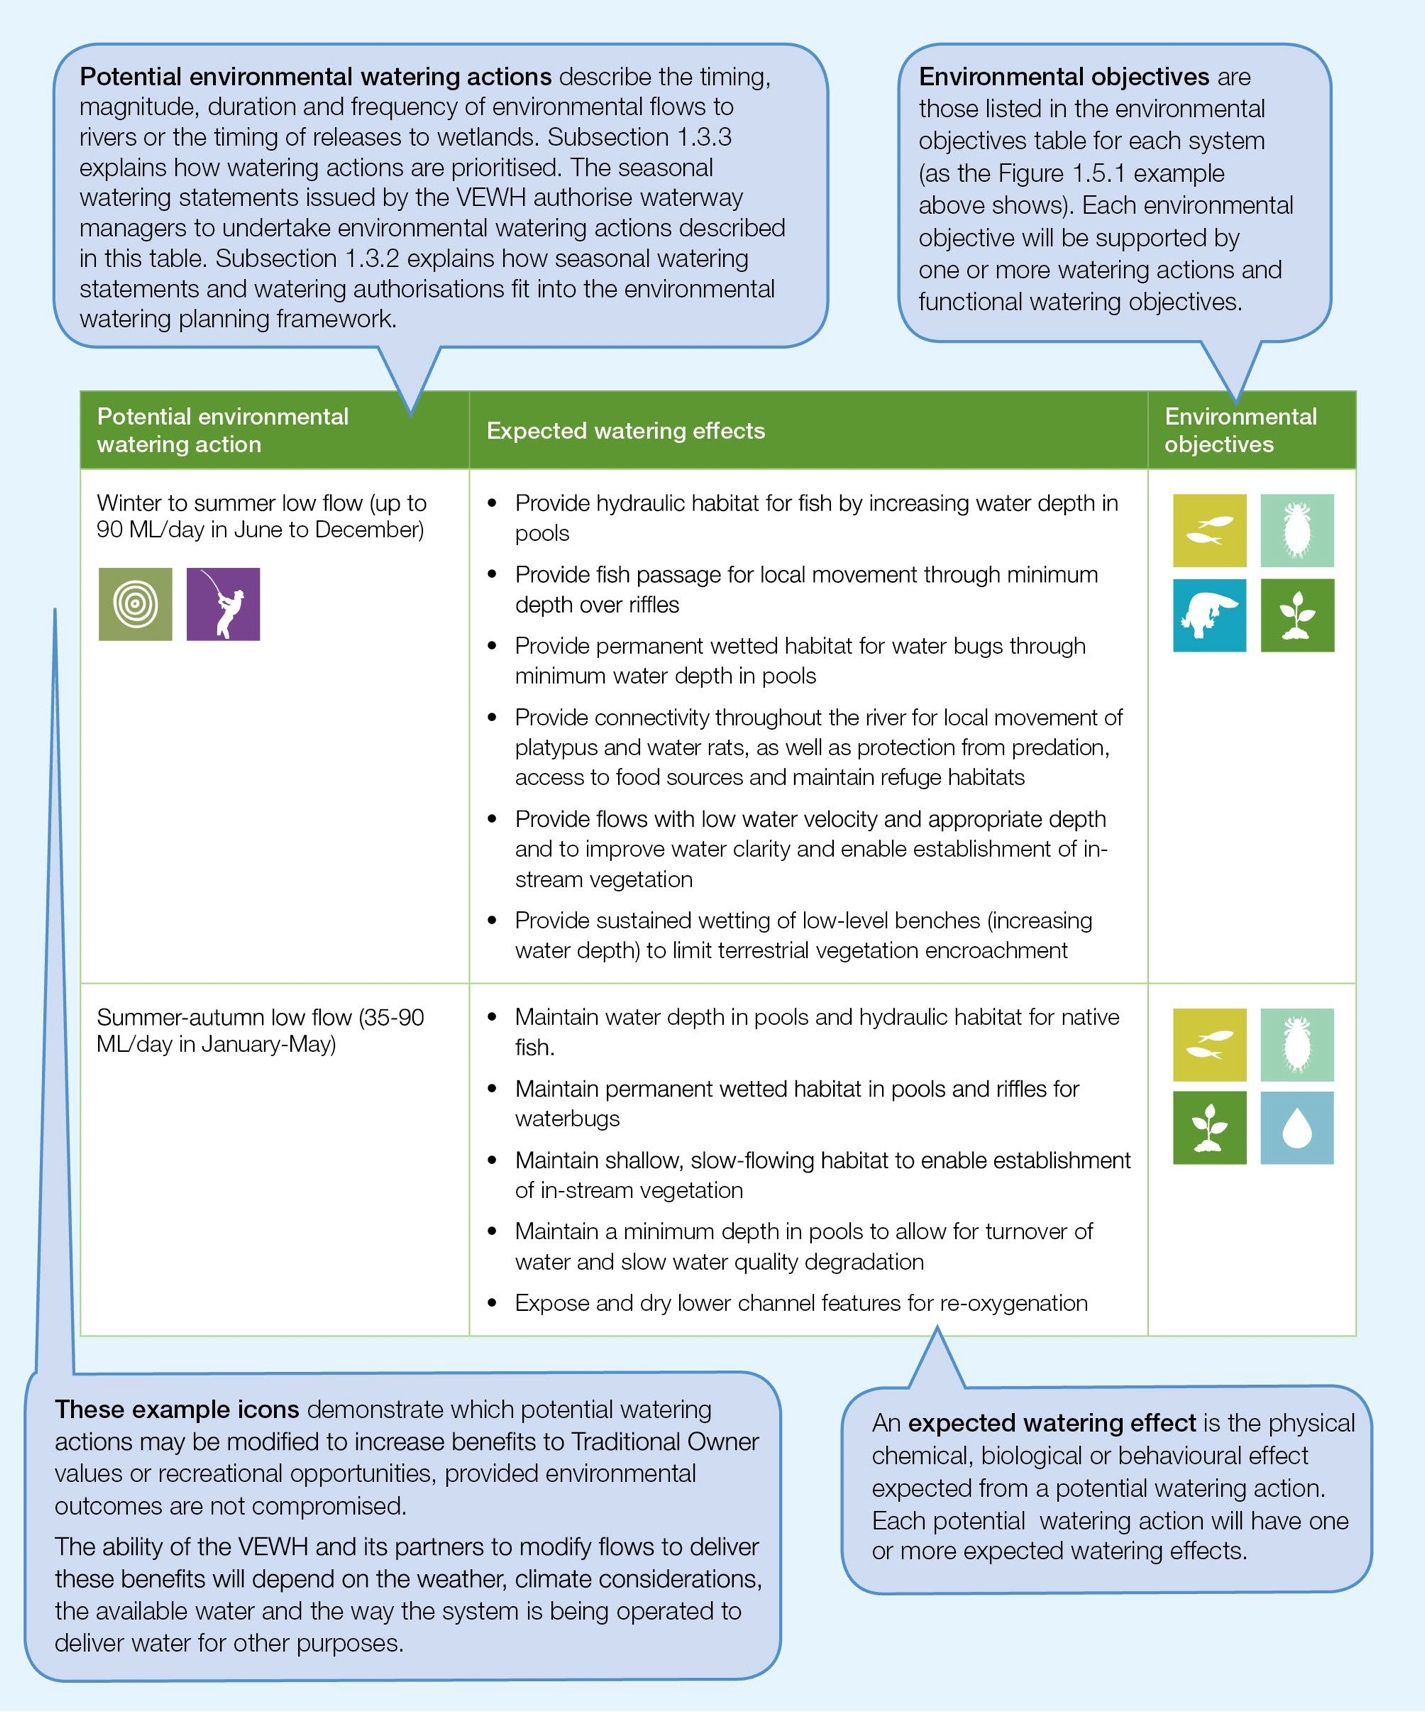 Potential environmental watering actions describe the timing,
magnitude, duration and frequency of environmental flows to
rivers or the timing of releases to wetlands. Subsection 1.3.3
explains how watering actions are prioritised. The seasonal
watering statements issued by the VEWH authorise waterway
managers to undertake environmental watering actions described
in this table. Subsection 1.3.2 explains how seasonal watering
statements and watering authorisations fit into the environmental
watering planning framework.
Environmental objectives are
those listed in the environmental
objectives table for each system
(as the Figure 1.5.1 example
above shows). Each environmental
objective will be supported by
one or more watering actions and
functional watering objectives.
Potential environmental
watering action
Expected watering effects
Environmental
objectives
Winter to summer low flow (up to
90 ML/day in June to December)
• Provide hydraulic habitat for fish by increasing water depth in
pools
• Provide fish passage for local movement through minimum
depth over riffles
• Provide permanent wetted habitat for water bugs through
minimum water depth in pools
• Provide connectivity throughout the river for local movement of
platypus and water rats, as well as protection from predation,
access to food sources and maintain refuge habitats
• Provide flows with low water velocity and appropriate depth
and to improve water clarity and enable establishment of in-
stream vegetation
• Provide sustained wetting of low-level benches (increasing
water depth) to limit terrestrial vegetation encroachment
Summer-autumn low flow (35-90
ML/day in January-May)
• Maintain water depth in pools and hydraulic habitat for native
fish.
• Maintain permanent wetted habitat in pools and riffles for
waterbugs
• Maintain shallow, slow-flowing habitat to enable establishment
of in-stream vegetation
• Maintain a minimum depth in pools to allow for turnover of
water and slow water quality degradation
• Expose and dry lower channel features for re-oxygenation
These example icons demonstrate which potential watering
actions may be modified to increase benefits to Traditional Owner
values or recreational opportunities, provided environmental
outcomes are not compromised.
The ability of the VEWH and its partners to modify flows to deliver
these benefits will depend on the weather, climate considerations,
the available water and the way the system is being operated to
deliver water for other purposes.
An expected watering effect is the physical
chemical, biological or behavioural effect
expected from a potential watering action.
Each potential  watering action will have one
or more expected watering effects.